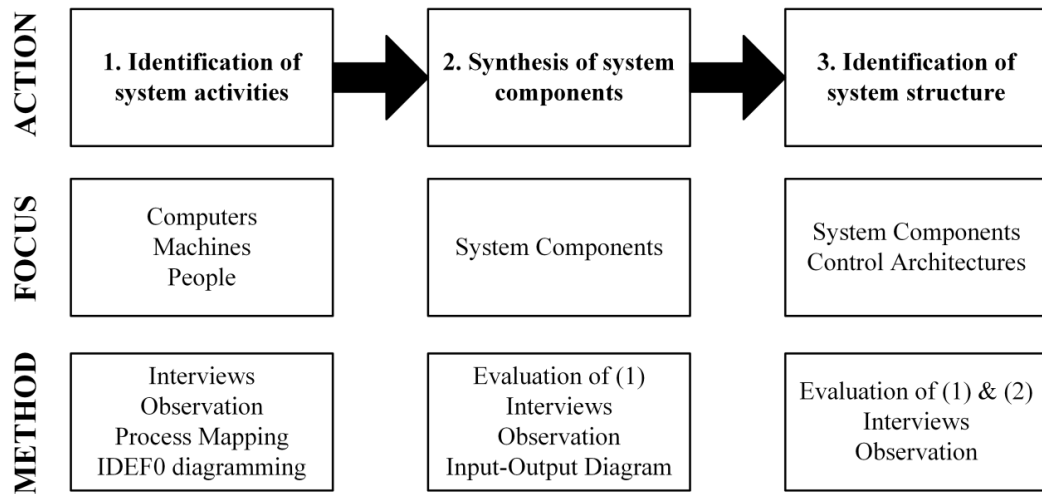 ACTION
1. Identification of
system activities
2. Synthesis of system
components
3. Identification of
system structure
FOCUS
Computers
Machines
People
System Components
System Components
Control Architectures
METHOD
Interviews
Observation
Process Mapping
IDEF0 diagramming
Evaluation of (1)
Interviews
Observation
Input-Output Diagram
Evaluation of (1) & (2)
Interviews
Observation